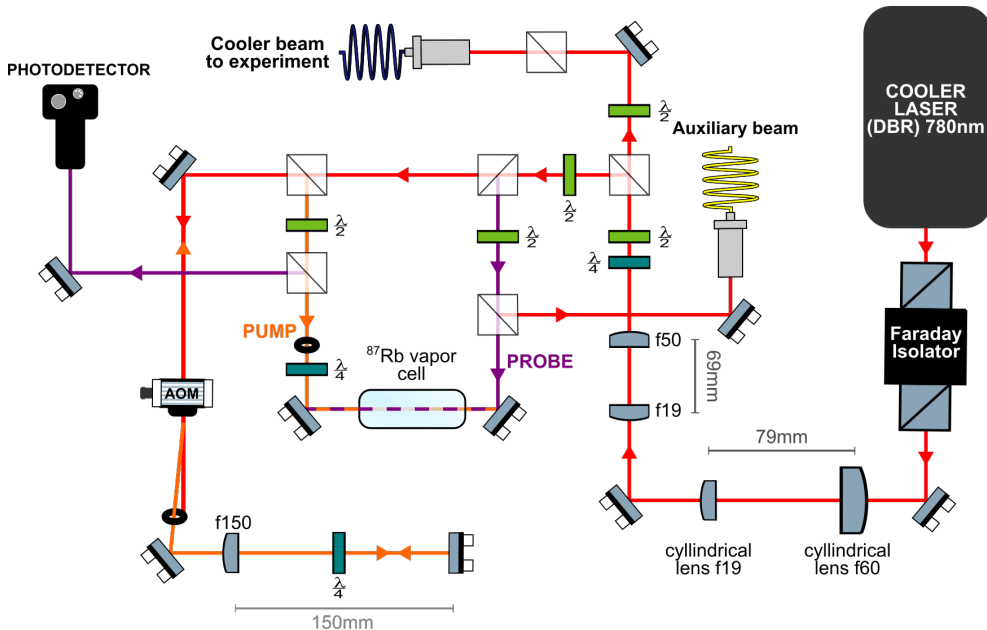 Cooler beam
to experiment
PHOTODETECTOR
COOLER
LASER
(DBR) 780nm
λ/2
Auxiliary beam
λ/2
λ/2
λ/2
λ/2
λ/4
PUMP
f50
Faraday
Isolator
87Rb vapor
cell
PROBE
69mm
λ/4
AOM
f19
79mm
f150
cyllindrical
lens f19
cyllindrical
lens f60
λ/4
150mm